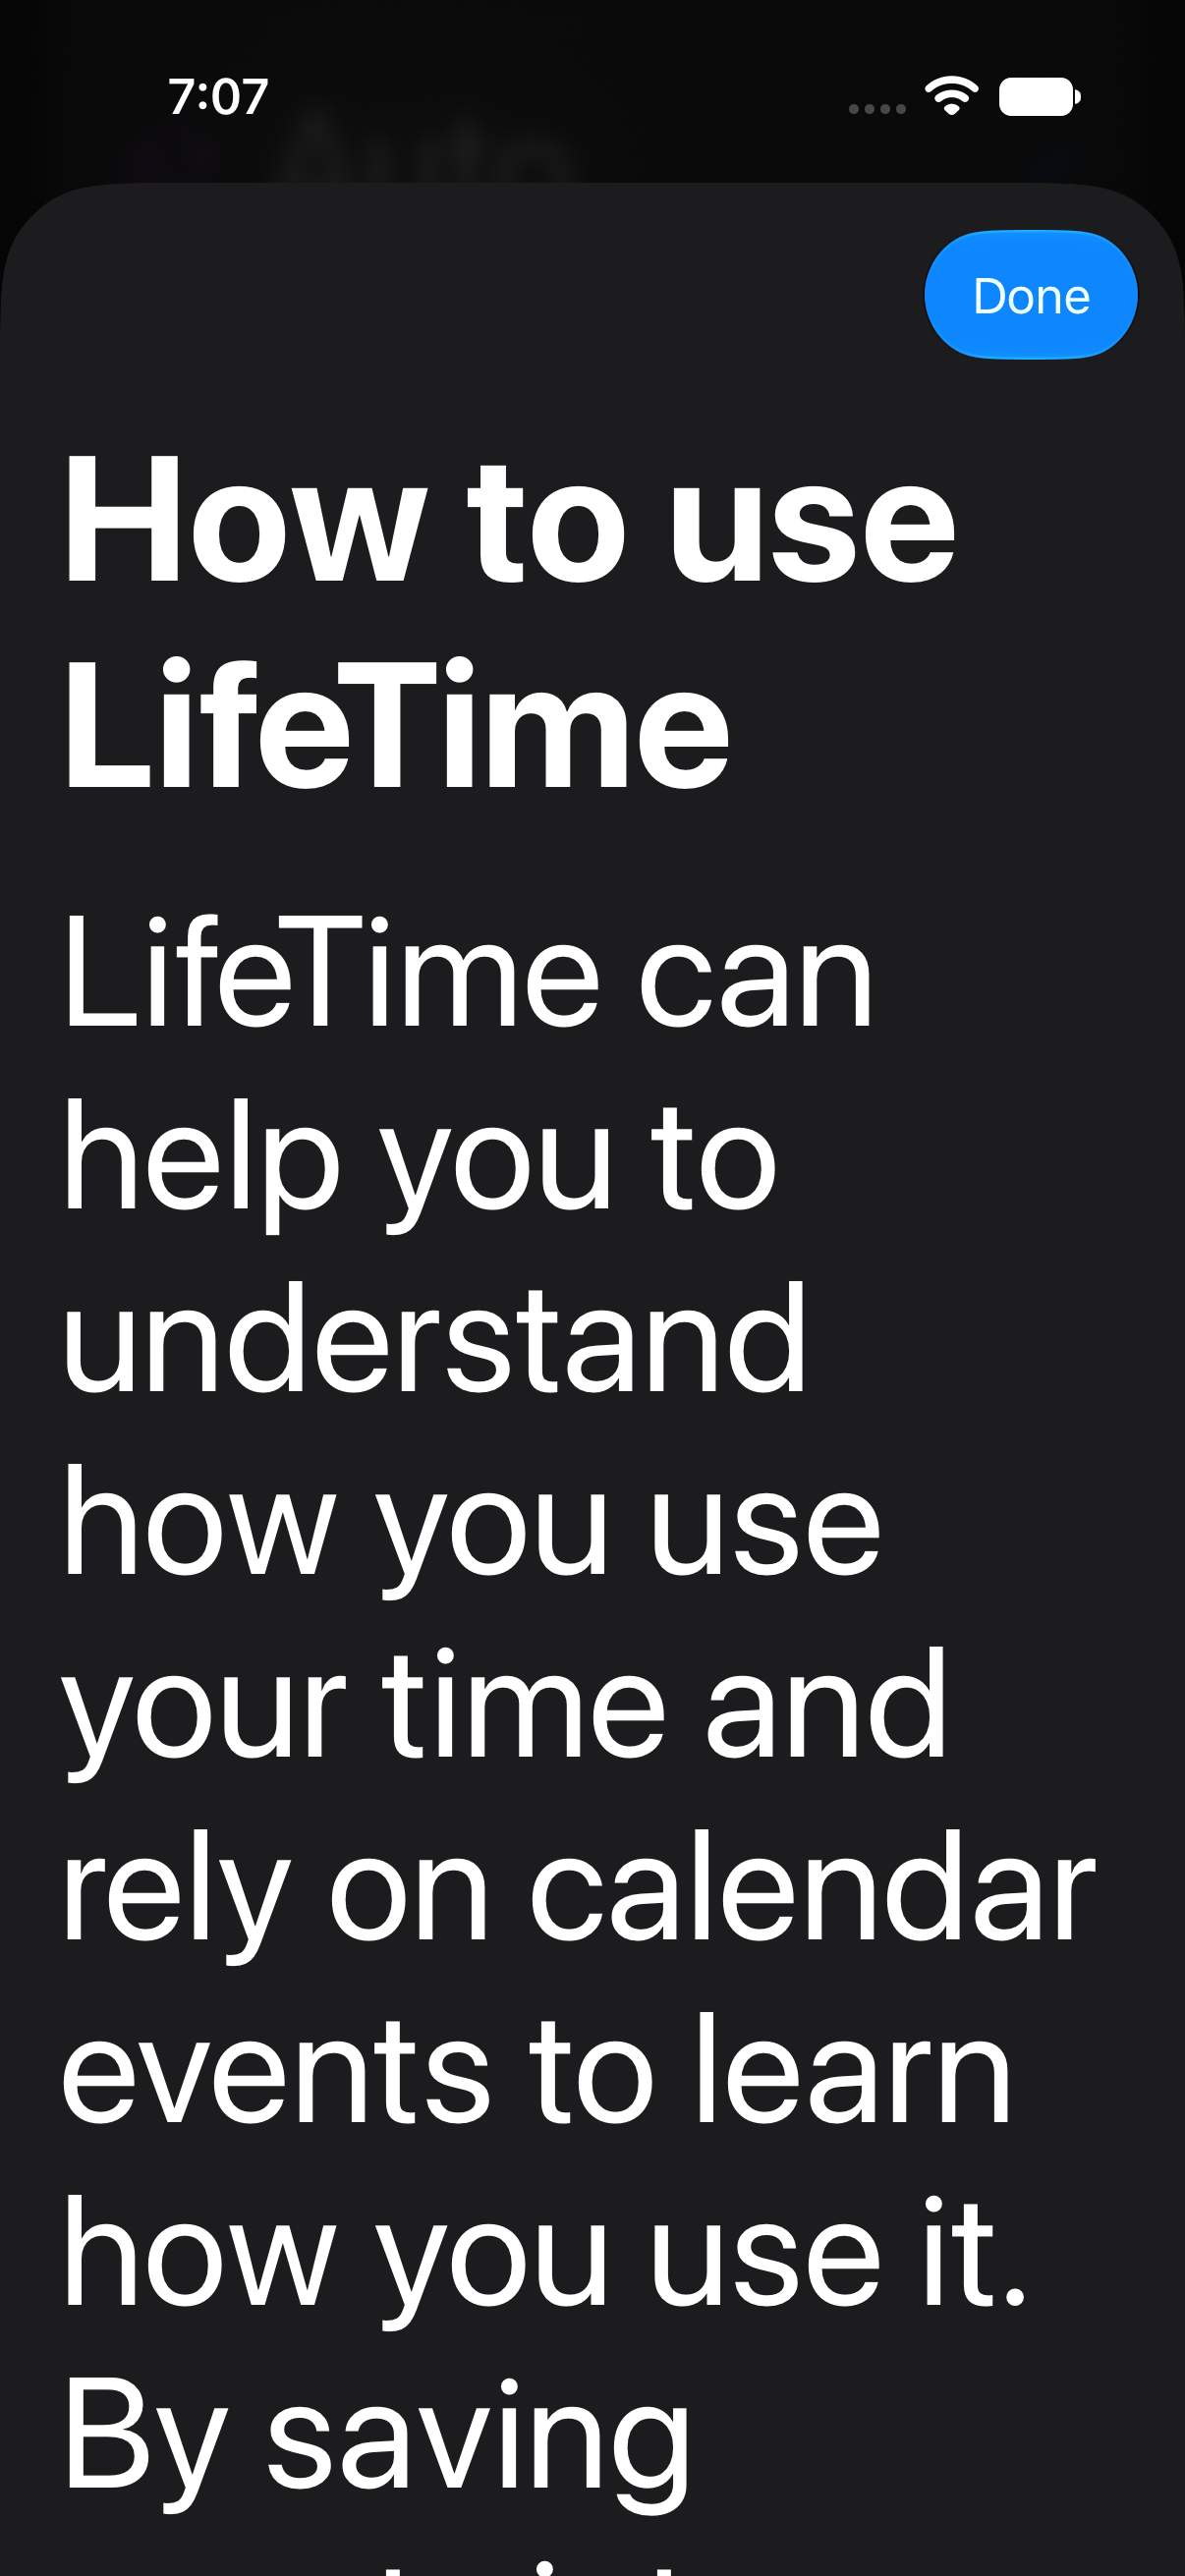 7:07
Auto
Done
How to use
LifeTime
LifeTime can
help you to
understand
how you use
your time and
rely on calendar
events to learn
how you use it.
By saving